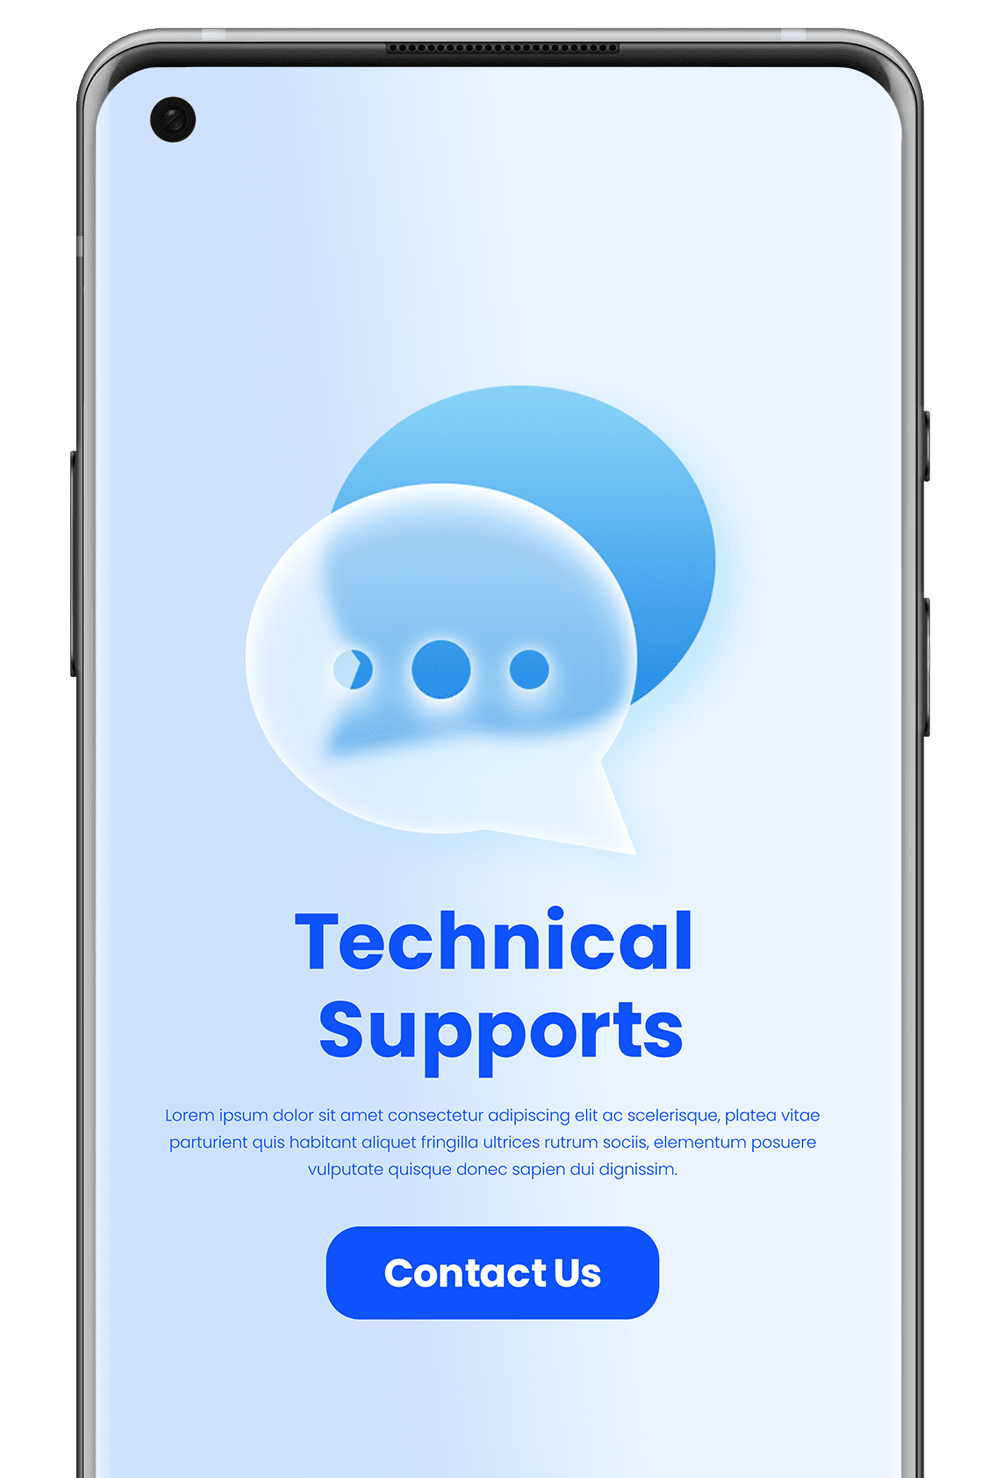 Technical
Supports
Lorem ipsum dolor sit amet consectetur adipiscing elit ac scelerisque, platea vitae
parturient quis habitant aliquet fringilla ultrices rutrum sociis, elementum posuere
vulputate quisque donec sapien dui dignissim.
Contact Us